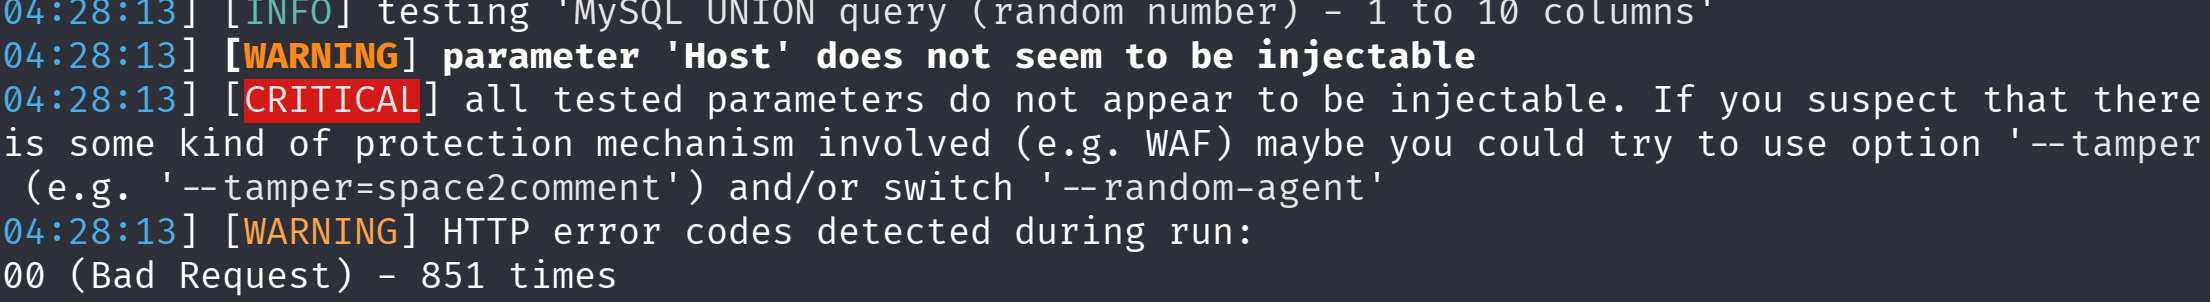 04:28:13] [INFO] testing 'MySQL UNION query (random number) - 1 to 10 columns'
04:28:13] [WARNING] parameter 'Host' does not seem to be injectable
04:28:13] [CRITICAL] all tested parameters do not appear to be injectable. If you suspect that there
is some kind of protection mechanism involved (e.g. WAF) maybe you could try to use option '--tamper
(e.g. '--tamper=space2comment') and/or switch '--random-agent'
04:28:13] [WARNING] HTTP error codes detected during run:
00 (Bad Request) - 851 times